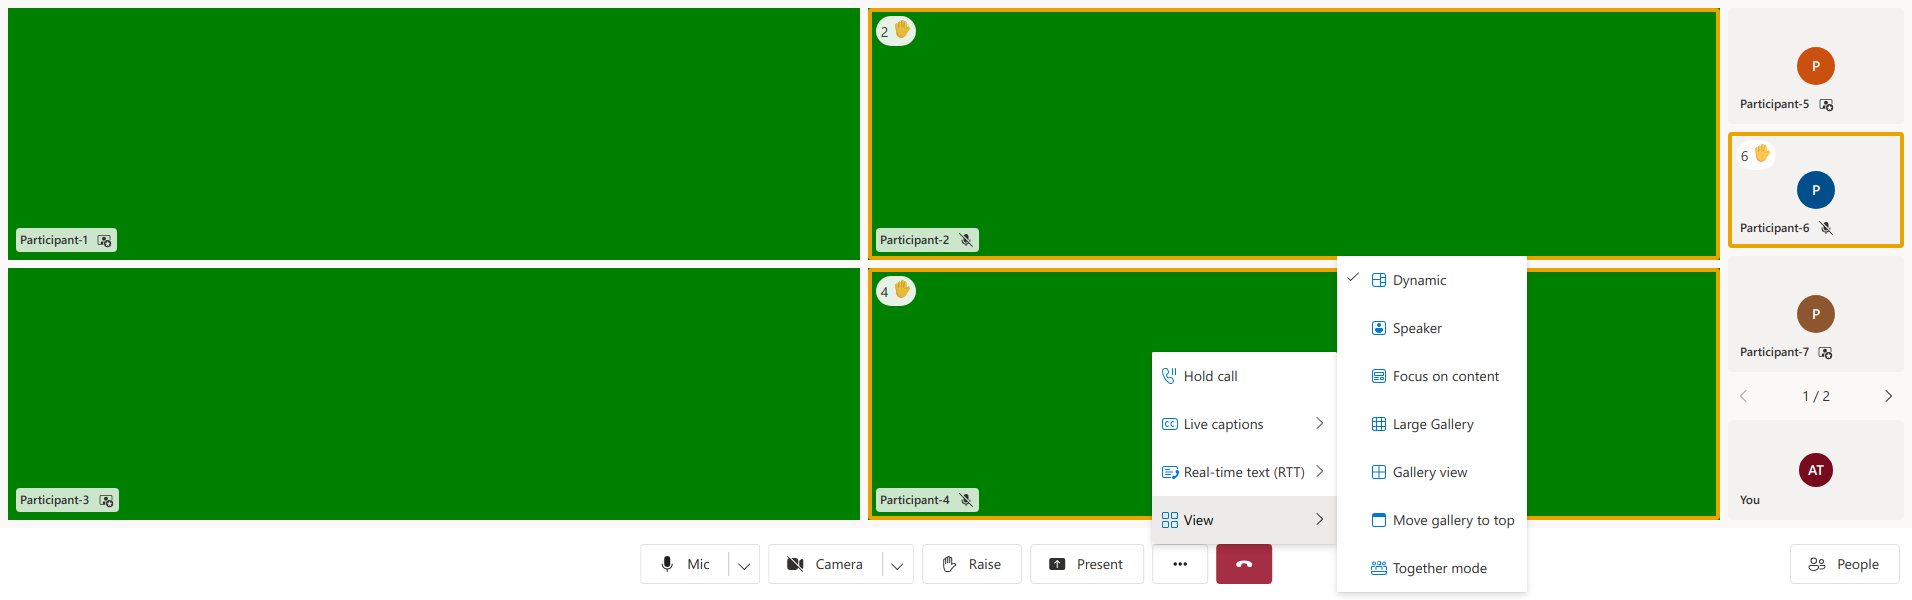 Participant-1
2
Participant-2
P
Participant-5
6
P
Participant-6
Participant-3
4
Participant-4
P
Participant-7
1 / 2
AT
You
Hold call
CC Live captions
Real-time text (RTT)
View
Dynamic
Speaker
Focus on content
Large Gallery
Gallery view
Move gallery to top
Together mode
Mic
Camera
Raise
Present
People